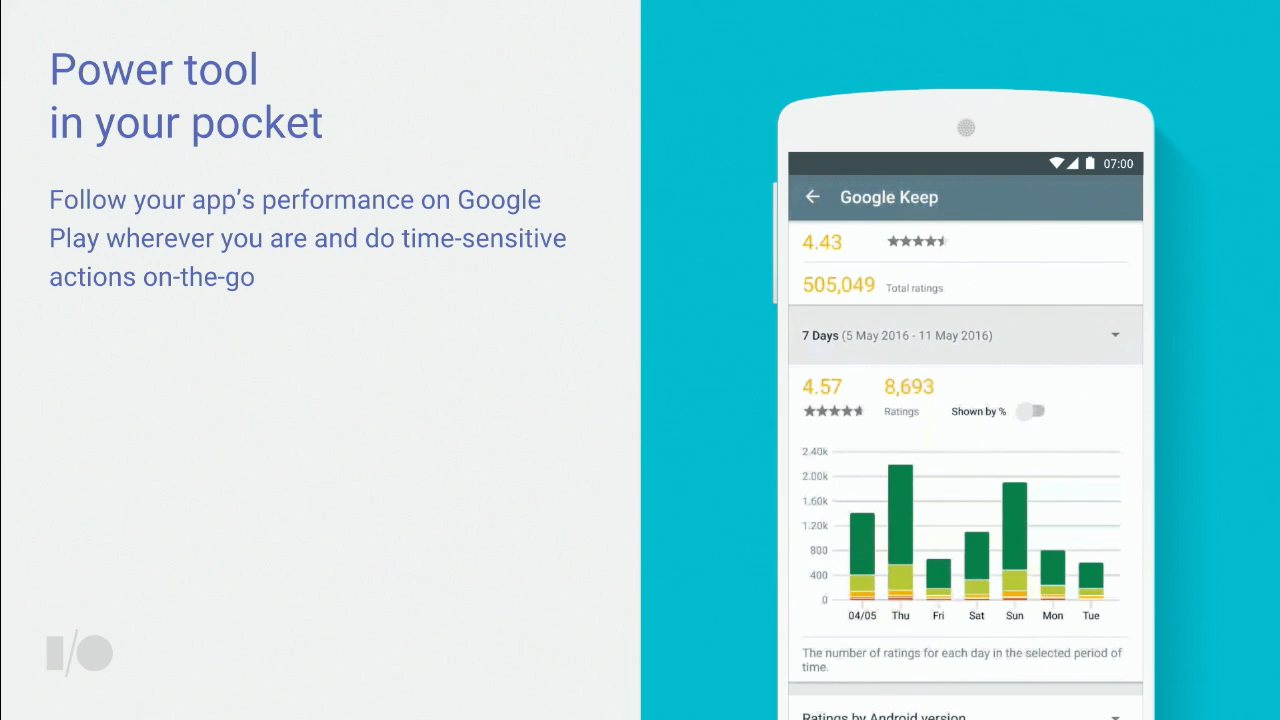 Power tool
in your pocket
Follow your app's performance on Google
Play wherever you are and do time-sensitive
actions on-the-go
I/O
07:00
Google Keep
4.43
505,049 Total ratings
7 Days (5 May 2016 - 11 May 2016)
4.57 8,693
Ratings Shown by %
2.40k
2.00k
1.60k
1.20k
800
400
0
04/05 Thu Fri Sat Sun Mon Tue
The number of ratings for each day in the selected period of
time.
Ratings by Android version